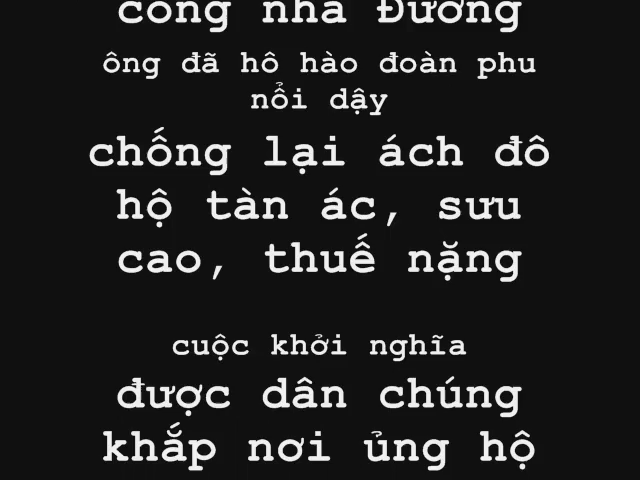 cống nhà Đường
ông đã hô hào đoàn phu
nổi dậy
chống lại ách đô
hộ tàn ác, sưu
cao, thuế nặng
cuộc khởi nghĩa
được dân chúng
khắp nơi ủng hộ